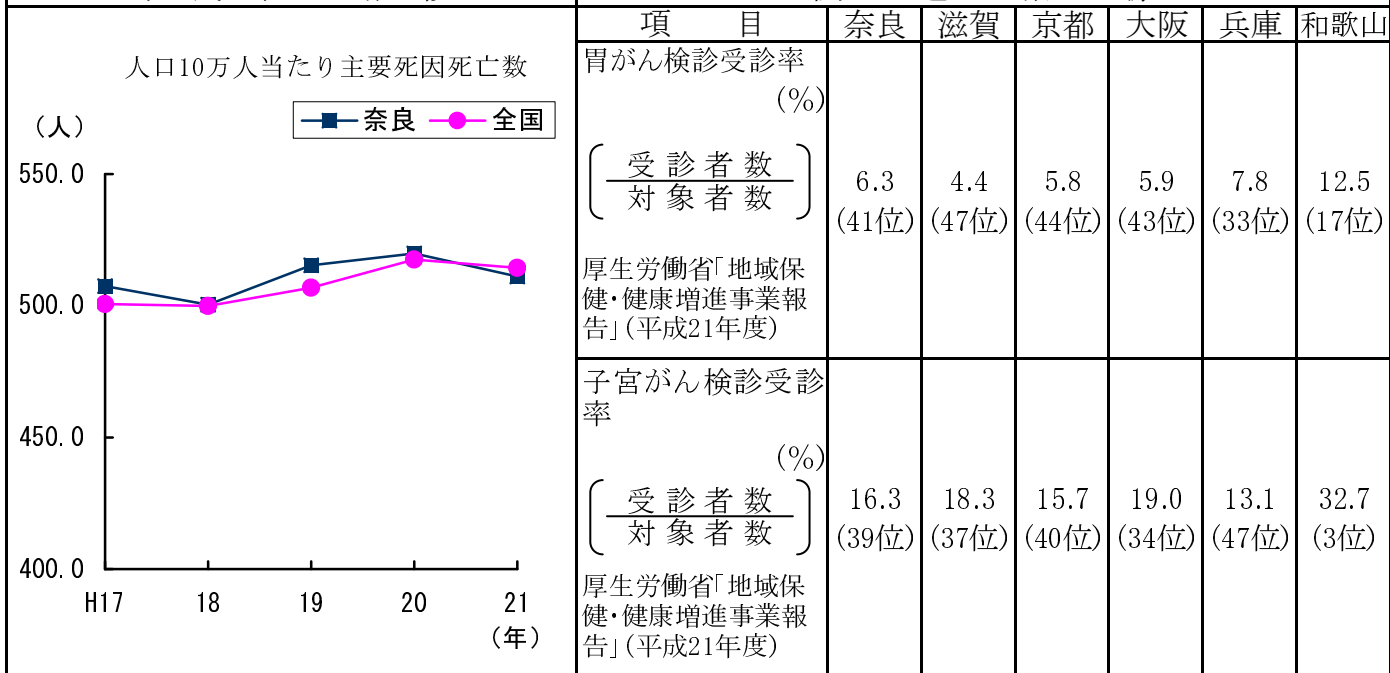 人口10万人当たり主要死因死亡数
奈良 全国
(人)
550.0
500.0
450.0
400.0
H17 18 19 20 21
(年)
項 目 奈良 滋賀 京都 大阪 兵庫 和歌山
胃がん検診受診率
(%)
受診者数
対象者数
6.3 4.4 5.8 5.9 7.8 12.5
(41位) (47位) (44位) (43位) (33位) (17位)
厚生労働省「地域保
健・健康増進事業報
告」(平成21年度)
子宮がん検診受診
率
(%)
受診者数
対象者数
16.3 18.3 15.7 19.0 13.1 32.7
(39位) (37位) (40位) (34位) (47位) (3位)
厚生労働省「地域保
健・健康増進事業報
告」(平成21年度)